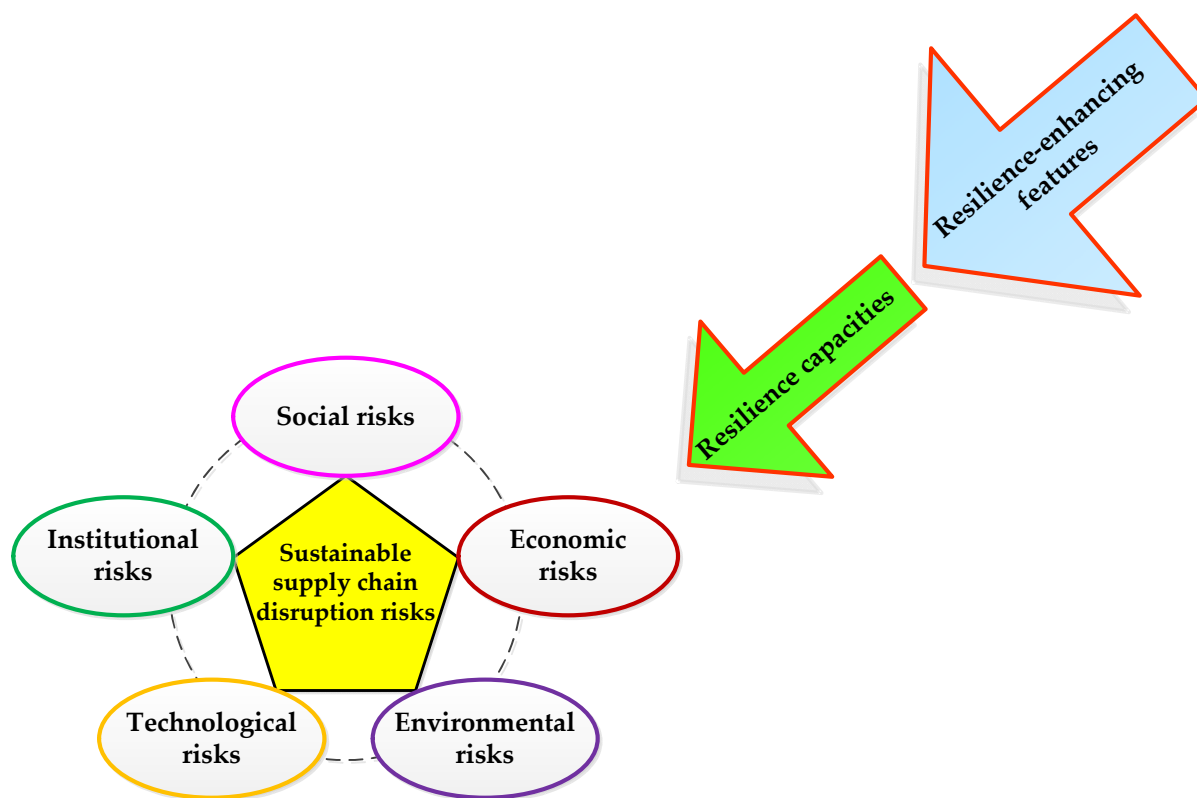 Resilience-enhancing
features
Resilience capacities
Social risks
Institutional
risks
Sustainable
supply chain
disruption risks
Economic
risks
Technological
risks
Environmental
risks